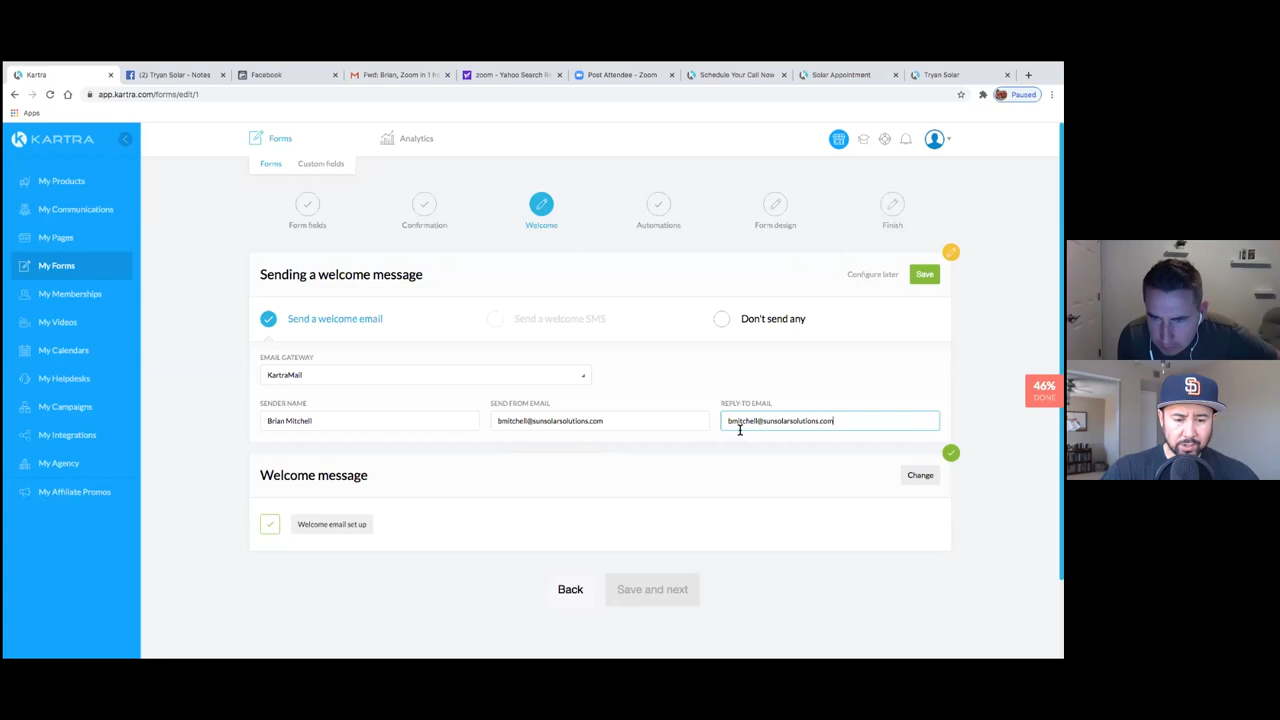 Kartra
(2) Tryan Solar - Notes
Facebook
Fwd: Brian, Zoom in 1 h
zoom - Yahoo Search Re
Post Attendee - Zoom
Schedule Your Call Now
Solar Appointment
Tryan Solar
app.kartra.com/forms/edit/1
Paused
Apps
KARTRA
Forms
Analytics
Forms
Custom fields
My Products
My Communications
My Pages
My Forms
My Memberships
My Videos
My Calendars
My Helpdesks
My Campaigns
My Integrations
My Agency
My Affiliate Promos
Form fields
Confirmation
Welcome
Automations
Form design
Finish
Sending a welcome message
Configure later
Save
Send a welcome email
Send a welcome SMS
Don't send any
EMAIL GATEWAY
KartraMail
SENDER NAME
SEND FROM EMAIL
REPLY-TO EMAIL
Brian Mitchell
bmitchell@sunsolarsolutions.com
bmitchell@sunsolarsolutions.com
46%
DONE
Welcome message
Change
Welcome email set up
Back
Save and next
SD